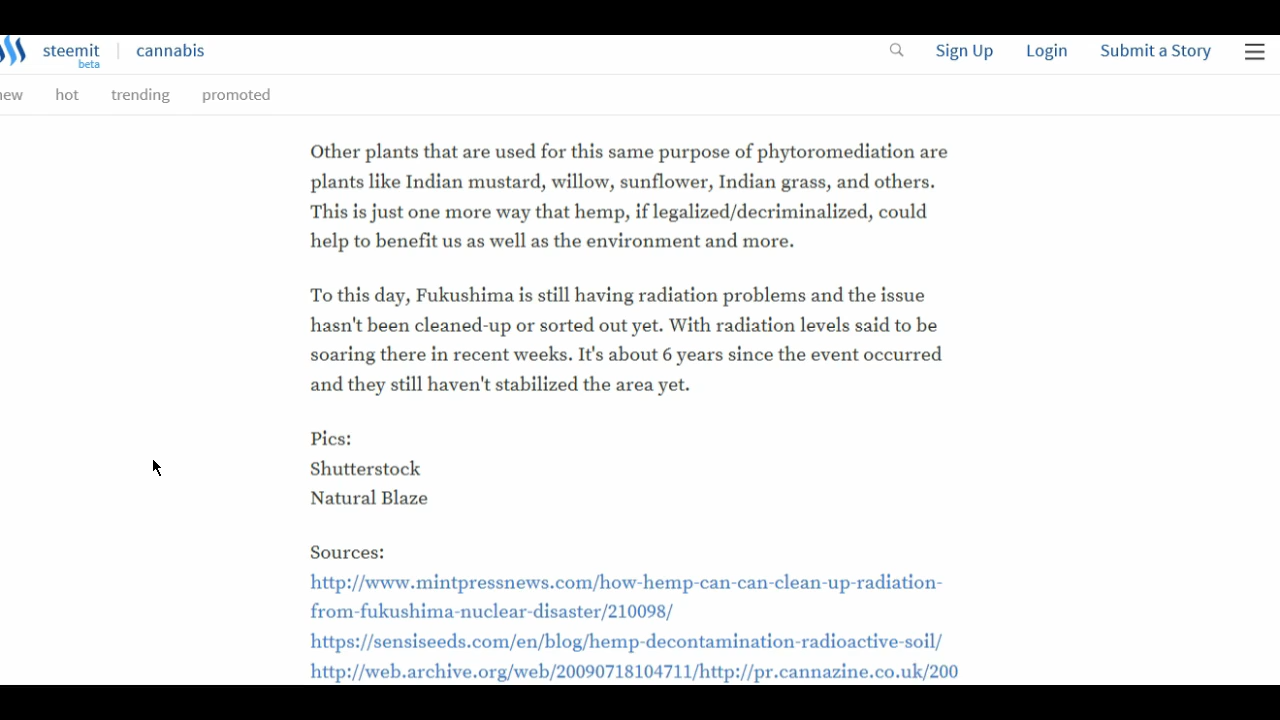 steemit | cannabis
beta
Sign Up
Login
Submit a Story
new
hot
trending
promoted
Other plants that are used for this same purpose of phytoromediation are
plants like Indian mustard, willow, sunflower, Indian grass, and others.
This is just one more way that hemp, if legalized/decriminalized, could
help to benefit us as well as the environment and more.
To this day, Fukushima is still having radiation problems and the issue
hasn't been cleaned-up or sorted out yet. With radiation levels said to be
soaring there in recent weeks. It's about 6 years since the event occurred
and they still haven't stabilized the area yet.
Pics:
Shutterstock
Natural Blaze
Sources:
http://www.mintpressnews.com/how-hemp-can-can-clean-up-radiation-
from-fukushima-nuclear-disaster/210098/
https://sensiseeds.com/en/blog/hemp-decontamination-radioactive-soil/
http://web.archive.org/web/20090718104711/http://pr.cannazine.co.uk/200